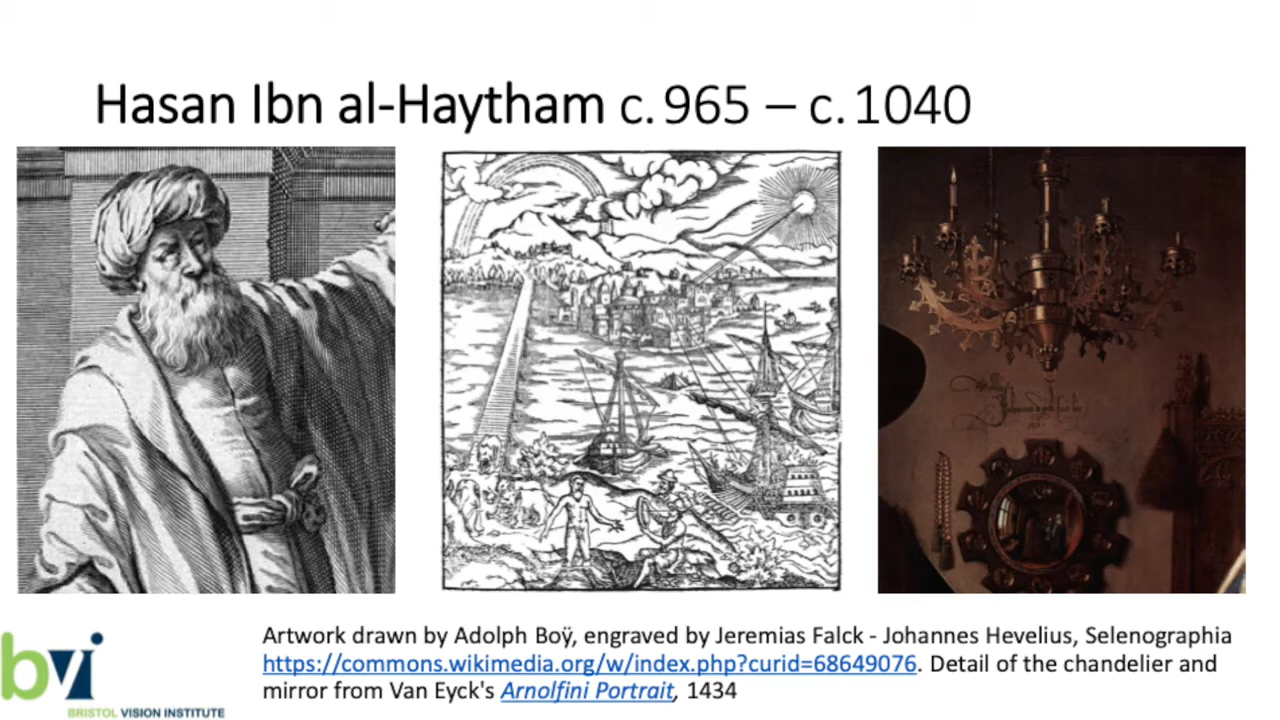 Hasan Ibn al-Haytham c. 965 – c. 1040
Artwork drawn by Adolph Boÿ, engraved by Jeremias Falck - Johannes Hevelius, Selenographia
https://commons.wikimedia.org/w/index.php?curid=68649076. Detail of the chandelier and
mirror from Van Eyck's Arnolfini Portrait, 1434
bvi
BRISTOL VISION INSTITUTE